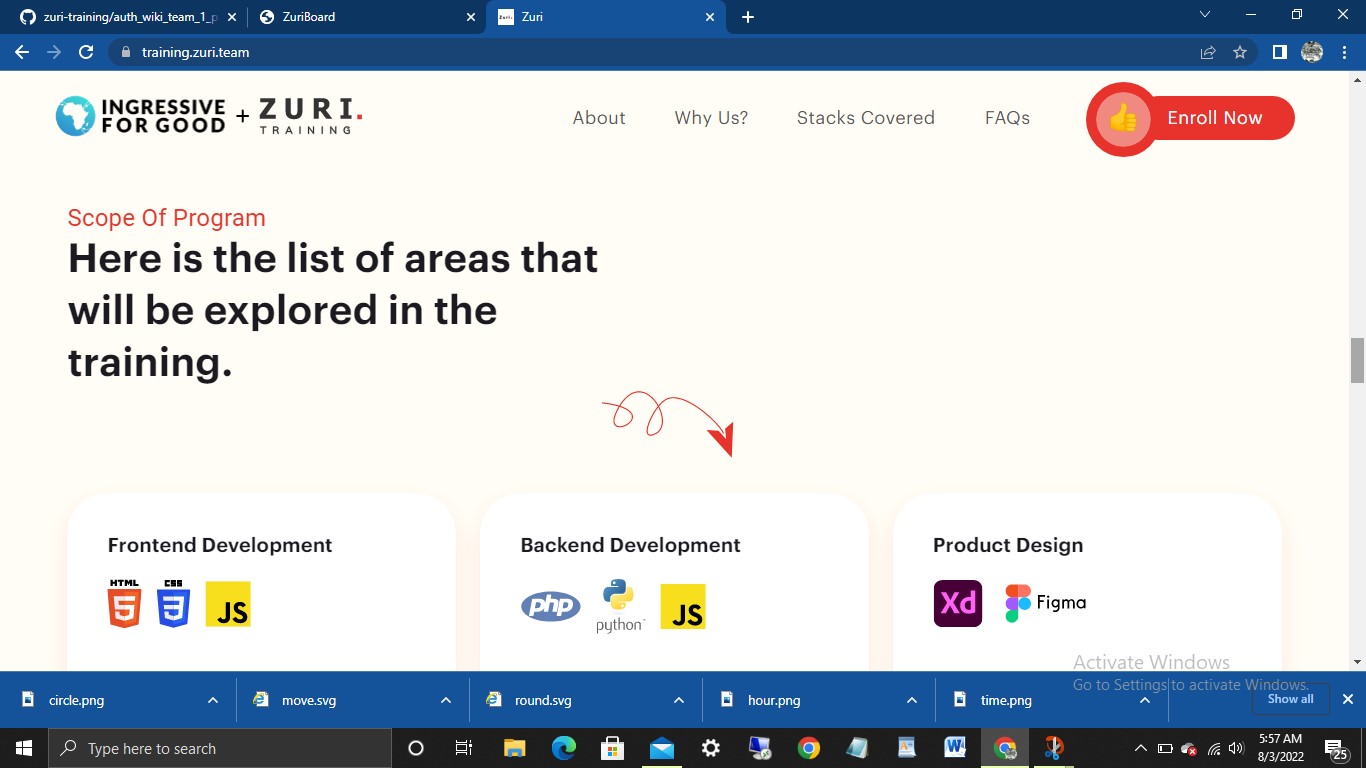 zuri-training/auth_wiki_team_1_p
ZuriBoard
Zuri.
Zuri
training.zuri.team
INGRESSIVE
FOR GOOD
+
ZURI.
TRAINING
About
Why Us?
Stacks Covered
FAQs
Enroll Now
Scope Of Program
Here is the list of areas that
will be explored in the
training.
Frontend Development
HTML
5
CSS
3
JS
Backend Development
php
python
JS
Product Design
Xd
Figma
Activate Windows
Go to Settings to activate Windows.
circle.png
move.svg
round.svg
hour.png
time.png
Show all
Type here to search
W
5:57 AM
8/3/2022
25